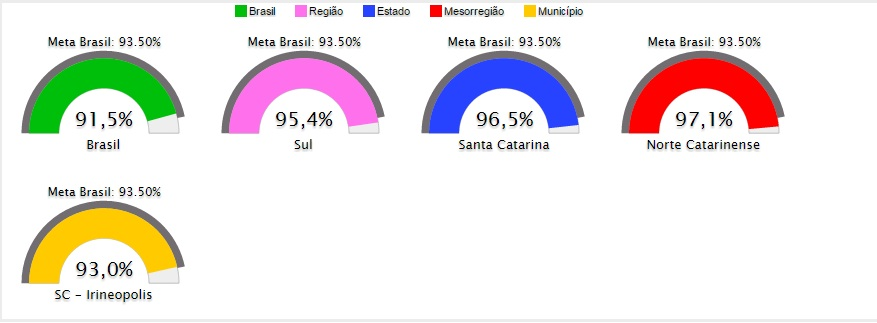 Brasil Região Estado Mesorregião Município
Meta Brasil: 93.50% Meta Brasil: 93.50% Meta Brasil: 93.50% Meta Brasil: 93.50%
91,5% 95,4% 96,5% 97,1%
Brasil Sul Santa Catarina Norte Catarinense
Meta Brasil: 93.50%
93,0%
SC - Irineopolis